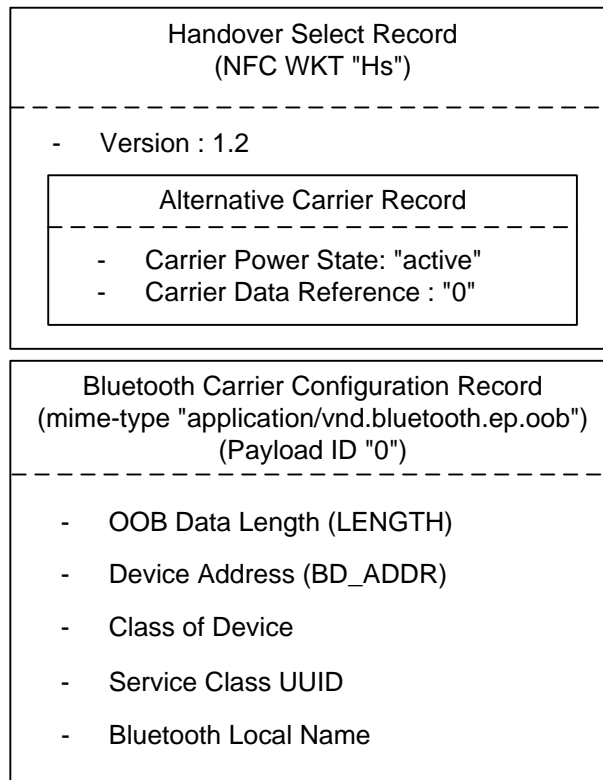 Handover Select Record
(NFC WKT "Hs")
- Version : 1.2
Alternative Carrier Record
- Carrier Power State: "active"
- Carrier Data Reference : "0"
Bluetooth Carrier Configuration Record
(mime-type "application/vnd.bluetooth.ep.oob")
(Payload ID "0")
- OOB Data Length (LENGTH)
- Device Address (BD_ADDR)
- Class of Device
- Service Class UUID
- Bluetooth Local Name